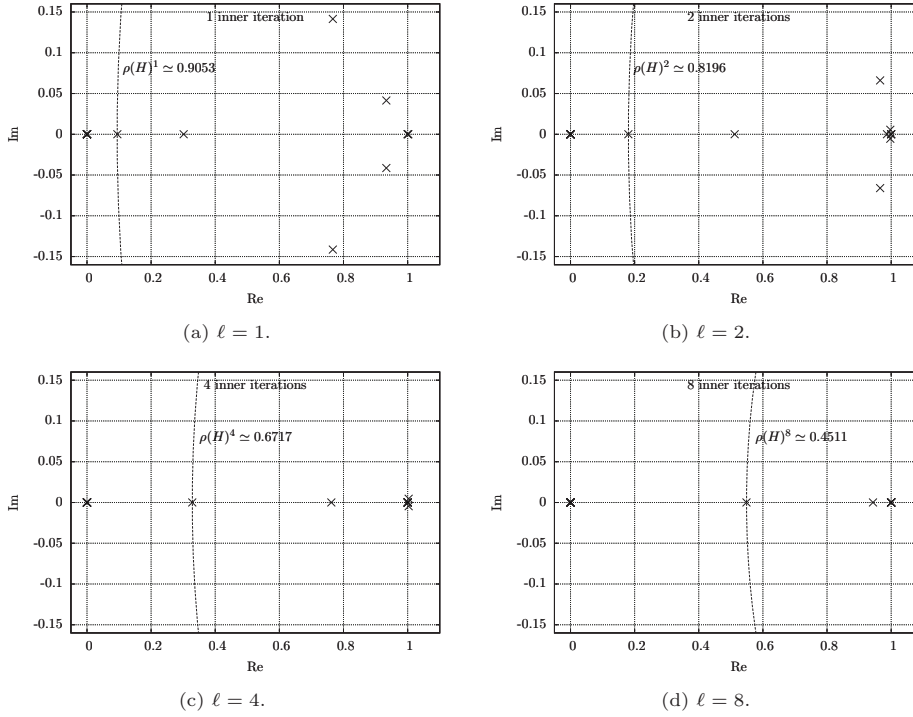 1 inner iteration
ρ(H)^1 ≃ 0.9053
Im
0.15
0.1
0.05
0
-0.05
-0.1
-0.15
0 0.2 0.4 0.6 0.8 1
Re
(a) ℓ = 1.
2 inner iterations
ρ(H)^2 ≃ 0.8196
Im
0.15
0.1
0.05
0
-0.05
-0.1
-0.15
0 0.2 0.4 0.6 0.8 1
Re
(b) ℓ = 2.
4 inner iterations
ρ(H)^4 ≃ 0.6717
Im
0.15
0.1
0.05
0
-0.05
-0.1
-0.15
0 0.2 0.4 0.6 0.8 1
Re
(c) ℓ = 4.
8 inner iterations
ρ(H)^8 ≃ 0.4511
Im
0.15
0.1
0.05
0
-0.05
-0.1
-0.15
0 0.2 0.4 0.6 0.8 1
Re
(d) ℓ = 8.